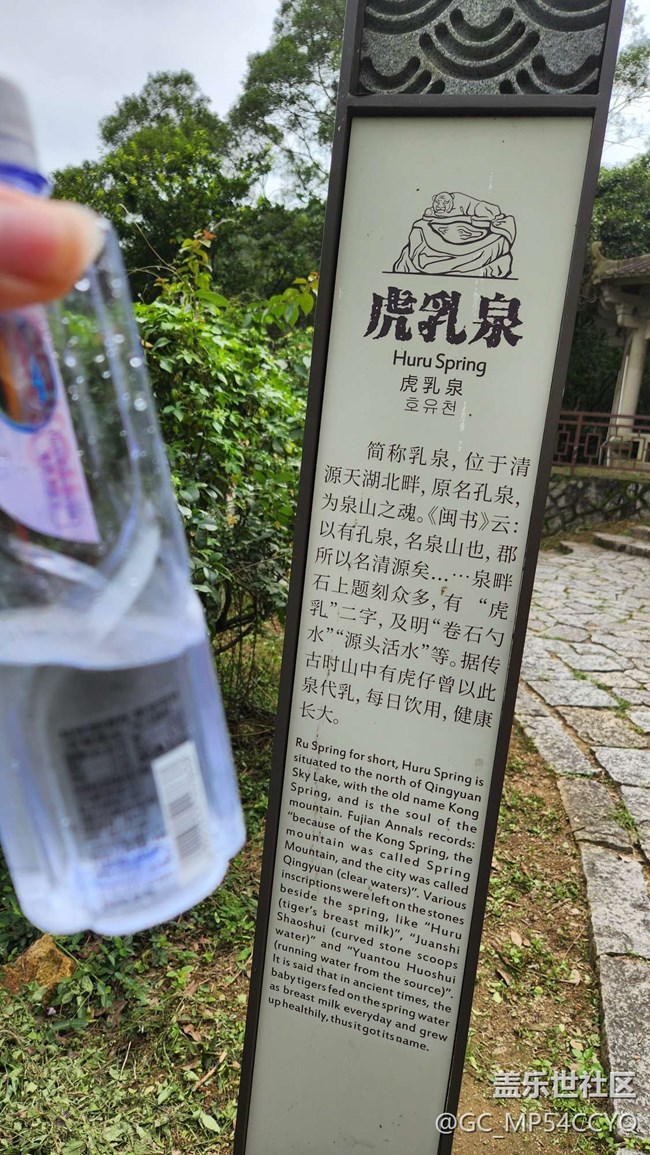 虎乳泉
Huru Spring
虎乳泉
호유천
简称乳泉，位于清
源天湖北畔，原名孔泉，
为泉山之魂。《闽书》云：
以有孔泉，名泉山也，郡
所以名清源矣……泉畔
石上题刻众多，有“虎
乳”二字，及明“卷石勺
水”“源头活水”等。据传
古时山中有虎仔曾以此
泉代乳，每日饮用，健康
长大。
Ru Spring for short, Huru Spring is
situated to the north of Qingyuan
Sky Lake, with the old name Kong
Spring, and is the soul of the
mountain. Fujian Annals records:
"because of the Kong Spring, the
mountain was called Spring
Mountain, and the city was called
Qingyuan (clear waters)". Various
inscriptions were left on the stones
beside the spring, like "Huru
(tiger's breast milk)", "Juanshi
Shaoshui (curved stone scoops
water)" and "Yuantou Huoshui
(running water from the source)".
It is said that in ancient times, the
baby tigers fed on the spring water
as breast milk everyday and grew
up healthily, thus it got its name.
盖乐世社区
@GC_MP54CCYQ